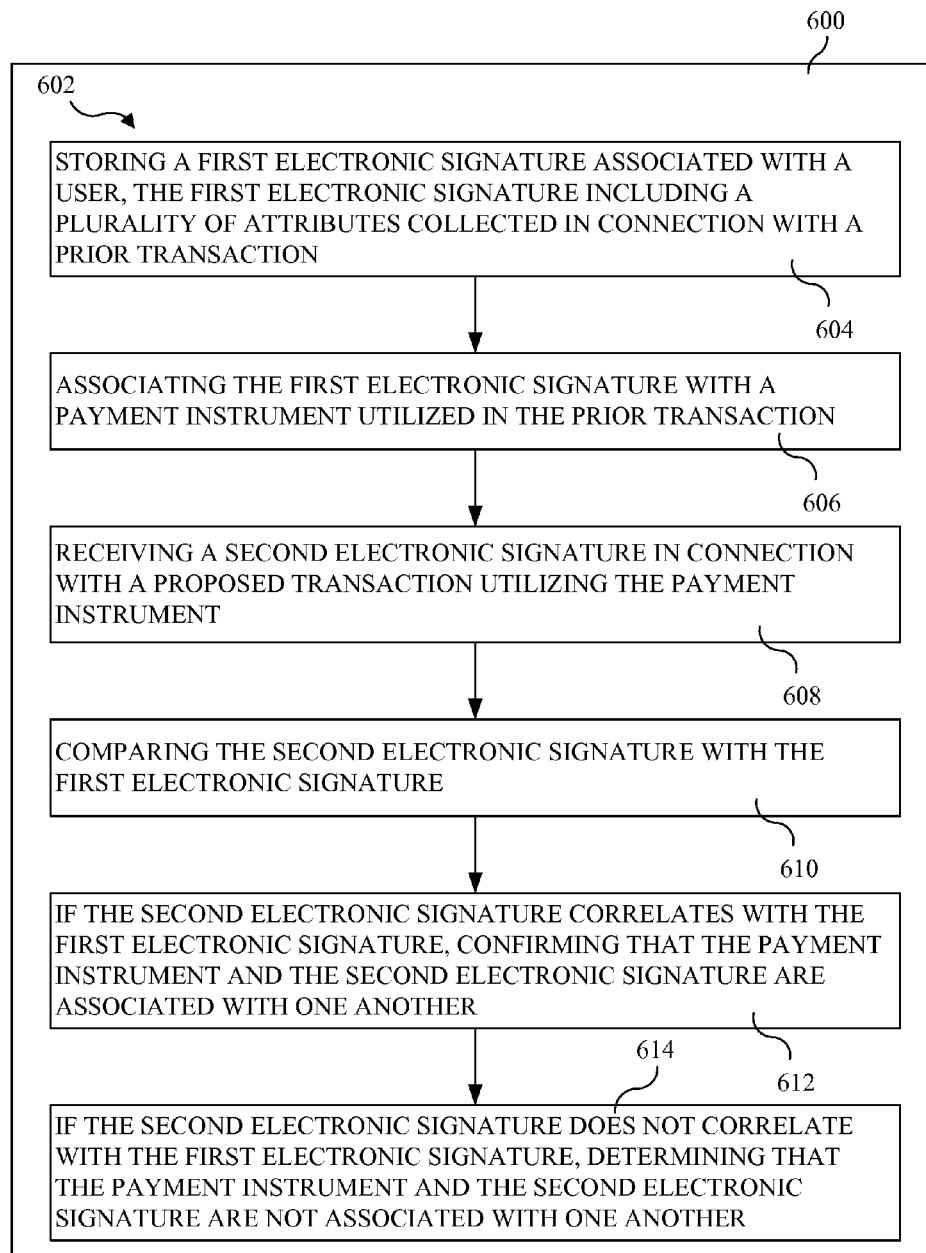 600
602
STORING A FIRST ELECTRONIC SIGNATURE ASSOCIATED WITH A
USER, THE FIRST ELECTRONIC SIGNATURE INCLUDING A
PLURALITY OF ATTRIBUTES COLLECTED IN CONNECTION WITH A
PRIOR TRANSACTION
604
ASSOCIATING THE FIRST ELECTRONIC SIGNATURE WITH A
PAYMENT INSTRUMENT UTILIZED IN THE PRIOR TRANSACTION
606
RECEIVING A SECOND ELECTRONIC SIGNATURE IN CONNECTION
WITH A PROPOSED TRANSACTION UTILIZING THE PAYMENT
INSTRUMENT
608
COMPARING THE SECOND ELECTRONIC SIGNATURE WITH THE
FIRST ELECTRONIC SIGNATURE
610
IF THE SECOND ELECTRONIC SIGNATURE CORRELATES WITH THE
FIRST ELECTRONIC SIGNATURE, CONFIRMING THAT THE PAYMENT
INSTRUMENT AND THE SECOND ELECTRONIC SIGNATURE ARE
ASSOCIATED WITH ONE ANOTHER
612
614
IF THE SECOND ELECTRONIC SIGNATURE DOES NOT CORRELATE
WITH THE FIRST ELECTRONIC SIGNATURE, DETERMINING THAT
THE PAYMENT INSTRUMENT AND THE SECOND ELECTRONIC
SIGNATURE ARE NOT ASSOCIATED WITH ONE ANOTHER